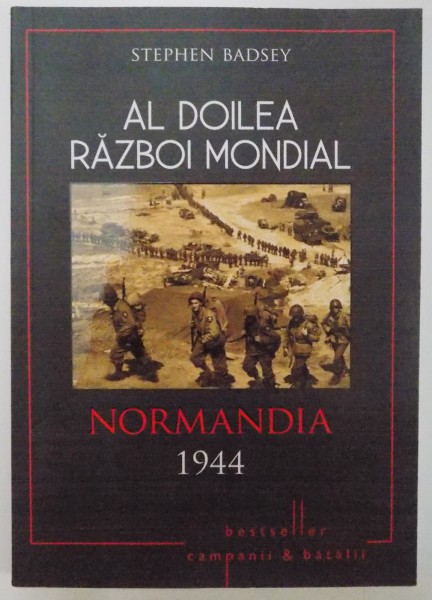 STEPHEN BADSEY
AL DOILEA
RĂZBOI MONDIAL
NORMANDIA
1944
bestseller
campanii & bătălii